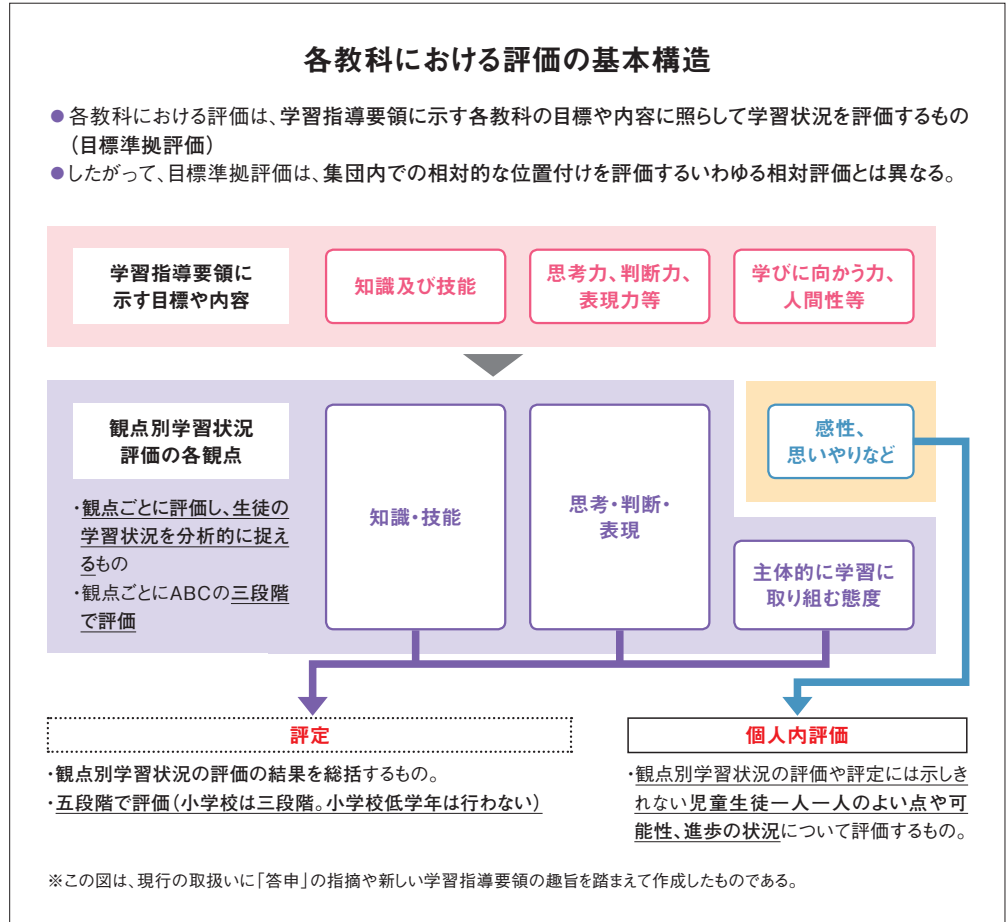 各教科における評価の基本構造
●各教科における評価は、学習指導要領に示す各教科の目標や内容に照らして学習状況を評価するもの
(目標準拠評価)
●したがって、目標準拠評価は、集団内での相対的な位置付けを評価するいわゆる相対評価とは異なる。
学習指導要領に
示す目標や内容
知識及び技能
思考力、判断力、
表現力等
学びに向かう力、
人間性等
観点別学習状況
評価の各観点
・観点ごとに評価し、生徒の
学習状況を分析的に捉え
るもの
・観点ごとにABCの三段階
で評価
知識・技能
思考・判断・
表現
感性、
思いやりなど
主体的に学習に
取り組む態度
評定
・観点別学習状況の評価の結果を総括するもの。
・五段階で評価(小学校は三段階。小学校低学年は行わない)
個人内評価
・観点別学習状況の評価や評定には示しき
れない児童生徒一人一人のよい点や可
能性、進歩の状況について評価するもの。
※この図は、現行の取扱いに「答申」の指摘や新しい学習指導要領の趣旨を踏まえて作成したものである。